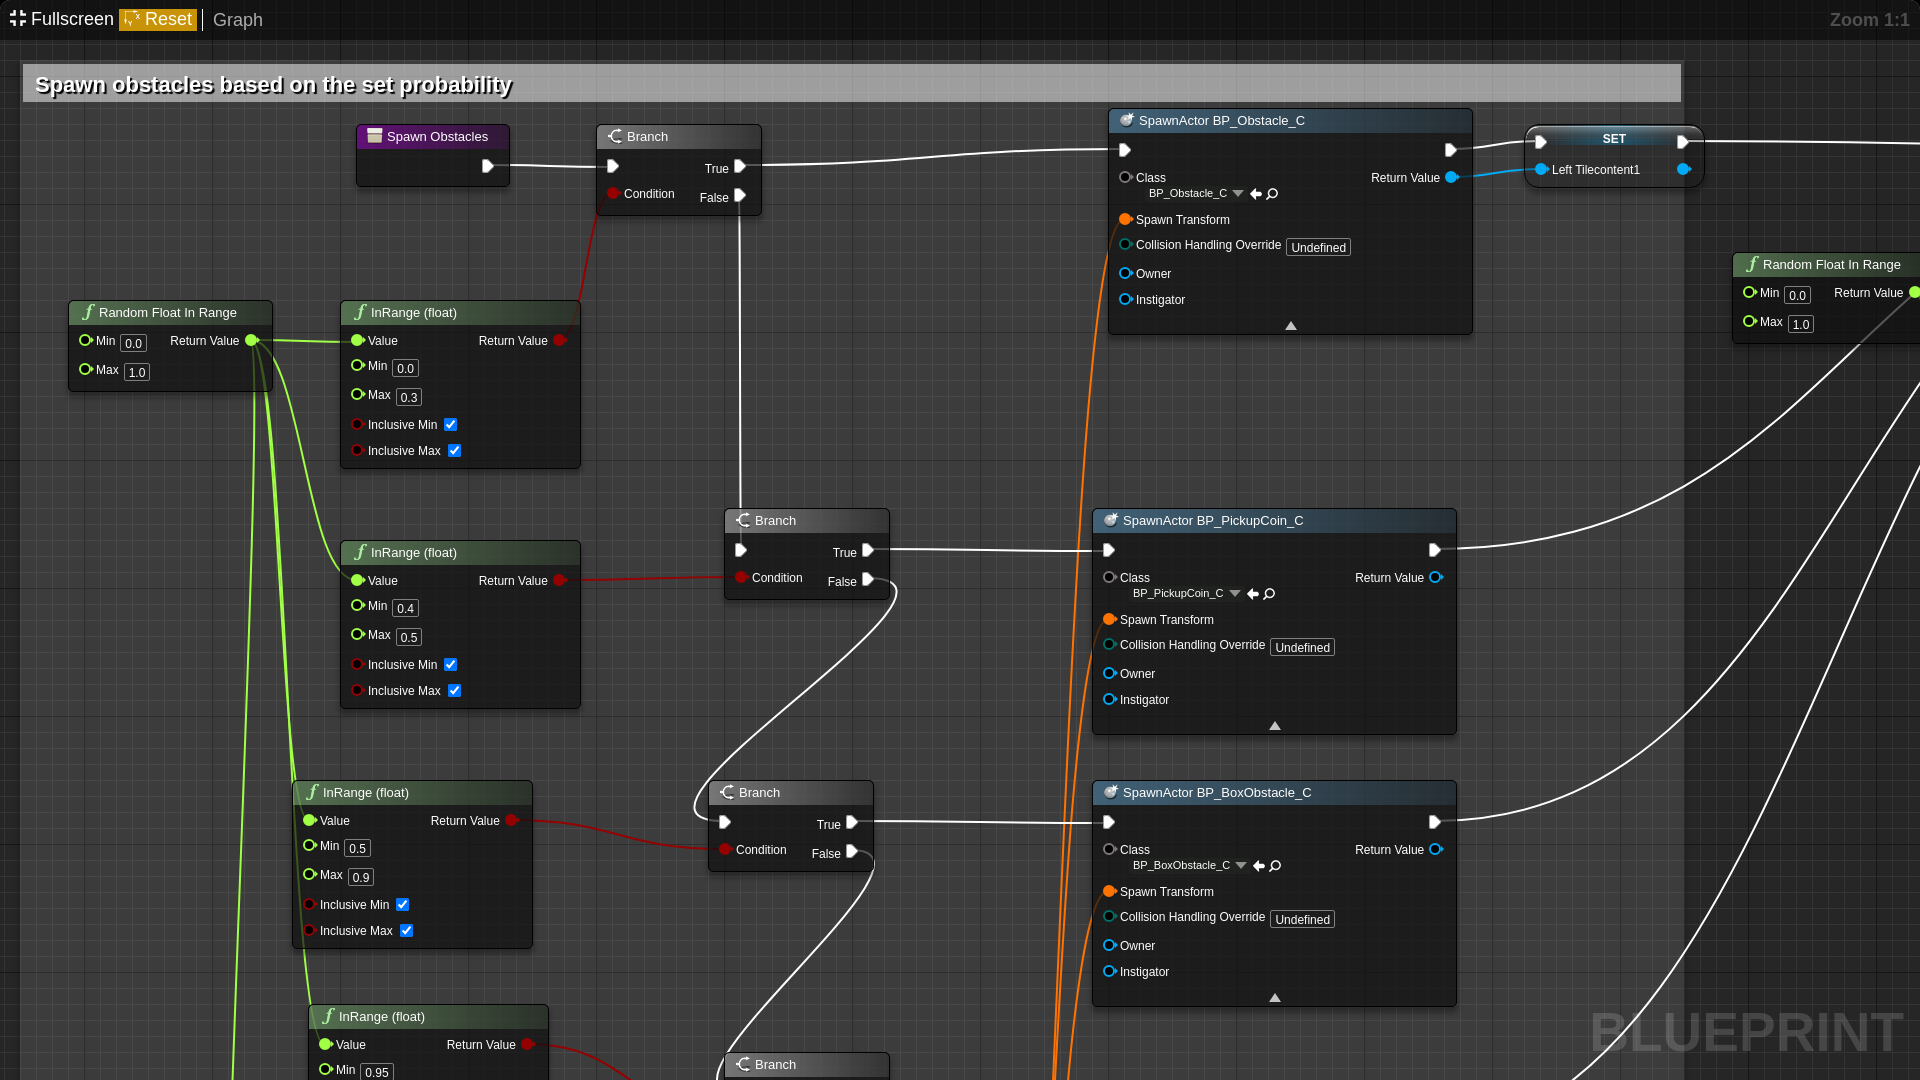 Fullscreen Reset Graph Zoom 1:1
Spawn obstacles based on the set probability
Spawn Obstacles
Branch
True
Condition
False
SpawnActor BP_Obstacle_C
Class
Return Value
BP_Obstacle_C
Spawn Transform
Collision Handling Override Undefined
Owner
Instigator
SET
Left Tilecontent1
Random Float In Range
Min 0.0 Return Value
Max 1.0
Random Float In Range
Min 0.0 Return Value
Max 1.0
InRange (float)
Value Return Value
Min 0.0
Max 0.3
Inclusive Min
Inclusive Max
InRange (float)
Value Return Value
Min 0.4
Max 0.5
Inclusive Min
Inclusive Max
Branch
True
Condition
False
SpawnActor BP_PickupCoin_C
Class
Return Value
BP_PickupCoin_C
Spawn Transform
Collision Handling Override Undefined
Owner
Instigator
InRange (float)
Value Return Value
Min 0.5
Max 0.9
Inclusive Min
Inclusive Max
Branch
True
Condition
False
SpawnActor BP_BoxObstacle_C
Class
Return Value
BP_BoxObstacle_C
Spawn Transform
Collision Handling Override Undefined
Owner
Instigator
InRange (float)
Value Return Value
Min 0.95
Branch
BLUEPRINT